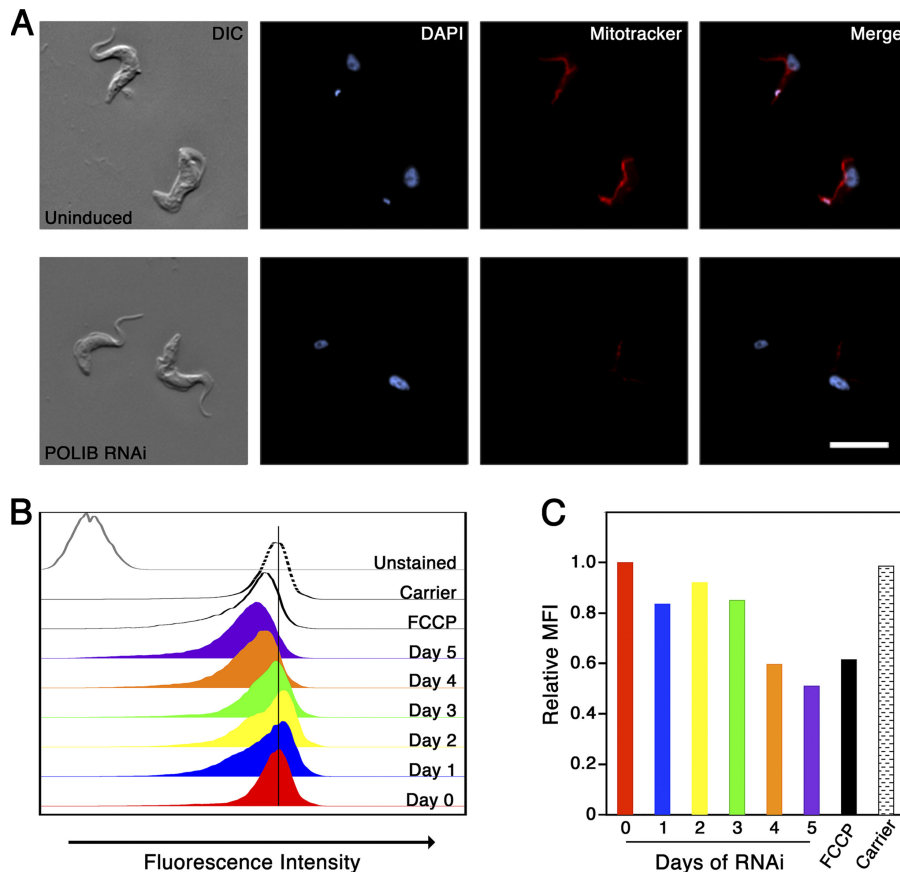 A
DIC
DAPI
Mitotracker
Merge
Uninduced
POLIB RNAi
B
Unstained
Carrier
FCCP
Day 5
Day 4
Day 3
Day 2
Day 1
Day 0
Fluorescence Intensity
C
Relative MFI
1.0
0.8
0.6
0.4
0.2
0
0 1 2 3 4 5 FCCP Carrier
Days of RNAi